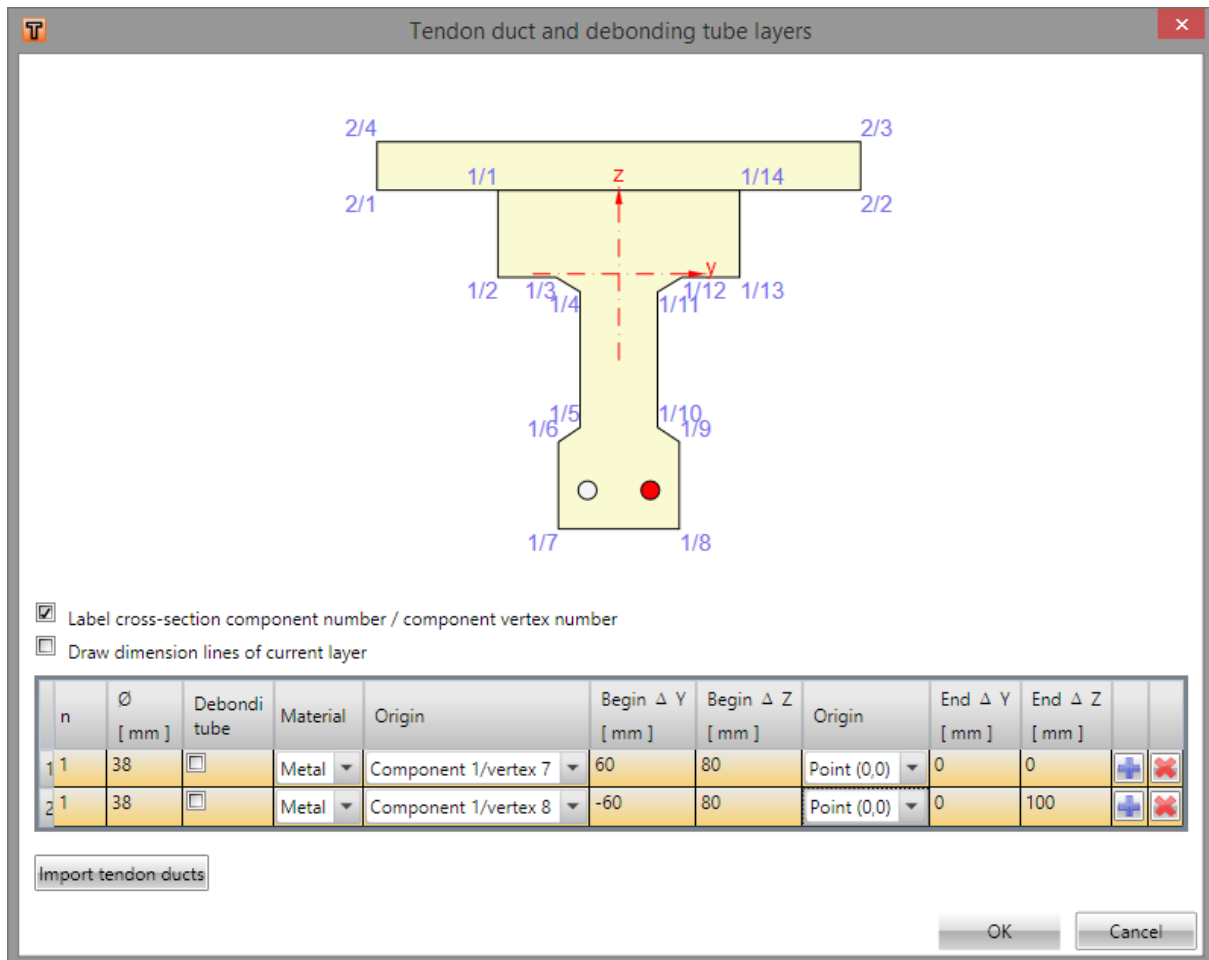 T Tendon duct and debonding tube layers
2/4 2/3
1/1 z 1/14
2/1 2/2
y
1/2 1/3 1/4 1/11 1/12 1/13
1/5 1/10
1/6 1/9
1/7 1/8
Label cross-section component number / component vertex number
Draw dimension lines of current layer
n Ø [ mm ] Debondi tube Material Origin Begin Δ Y [ mm ] Begin Δ Z [ mm ] Origin End Δ Y [ mm ] End Δ Z [ mm ]
1 1 38 Metal Component 1/vertex 7 60 80 Point (0,0) 0 0
2 1 38 Metal Component 1/vertex 8 -60 80 Point (0,0) 0 100
Import tendon ducts
OK Cancel